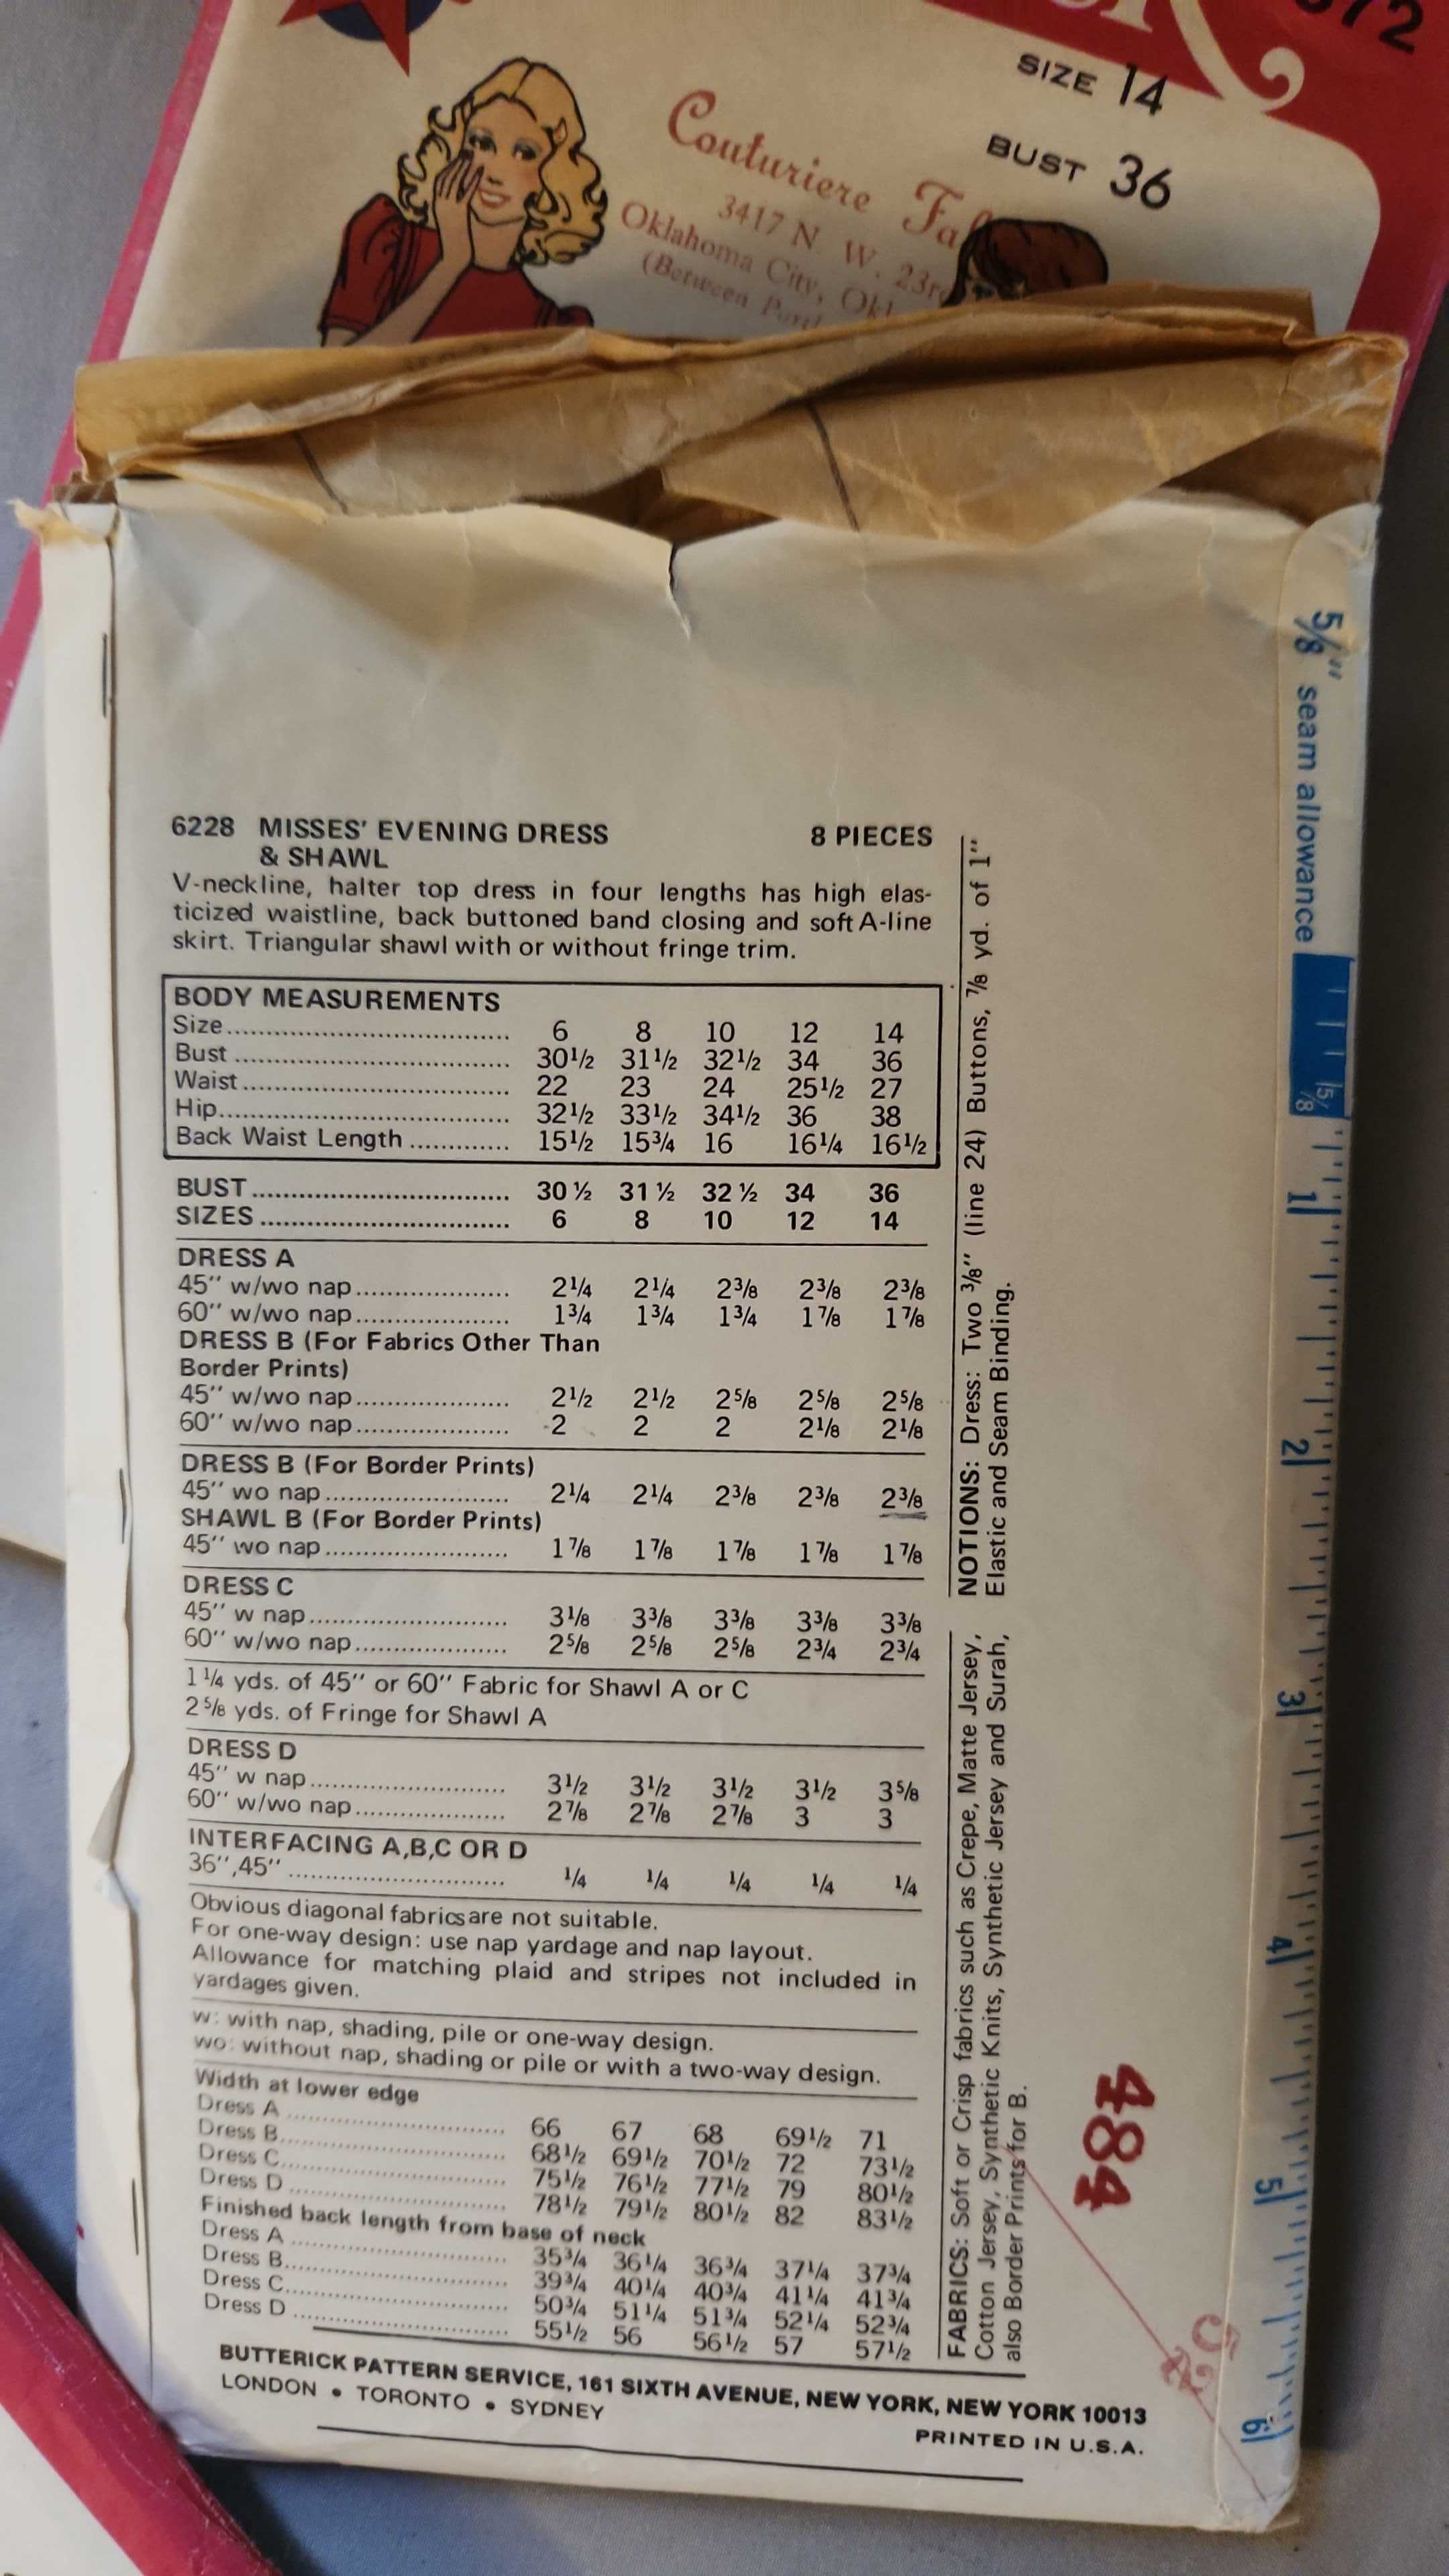 SIZE 14
BUST 36
Couturiere
3417 N. W. 23rd
Oklahoma City,
(Between
6228 MISSES' EVENING DRESS 8 PIECES
& SHAWL
V-neckline, halter top dress in four lengths has high elas-
ticized waistline, back buttoned band closing and soft A-line
skirt. Triangular shawl with or without fringe trim.
BODY MEASUREMENTS
Size 6 8 10 12 14
Bust 30½ 31½ 32½ 34 36
Waist 22 23 24 25½ 27
Hip 32½ 33½ 34½ 36 38
Back Waist Length 15½ 15¾ 16 16¼ 16½
BUST 30½ 31½ 32½ 34 36
SIZES 6 8 10 12 14
DRESS A
45" w/wo nap 2¼ 2¼ 2⅜ 2⅜ 2⅜
60" w/wo nap 1¾ 1¾ 1¾ 1⅞ 1⅞
DRESS B (For Fabrics Other Than
Border Prints)
45" w/wo nap 2½ 2½ 2⅝ 2⅝ 2⅝
60" w/wo nap 2 2 2 2⅛ 2⅛
DRESS B (For Border Prints)
45" wo nap 2¼ 2¼ 2⅜ 2⅜ 2⅜
SHAWL B (For Border Prints)
45" wo nap 1⅞ 1⅞ 1⅞ 1⅞ 1⅞
DRESS C
45" w nap 3⅛ 3⅜ 3⅜ 3⅜ 3⅜
60" w/wo nap 2⅝ 2⅝ 2⅝ 2¾ 2¾
1¼ yds. of 45" or 60" Fabric for Shawl A or C
2⅝ yds. of Fringe for Shawl A
DRESS D
45" w nap 3½ 3½ 3½ 3½ 3⅝
60" w/wo nap 2⅞ 2⅞ 2⅞ 3 3
INTERFACING A,B,C OR D
36",45" ¼ ¼ ¼ ¼ ¼
Obvious diagonal fabrics are not suitable.
For one-way design: use nap yardage and nap layout.
Allowance for matching plaid and stripes not included in
yardages given.
w: with nap, shading, pile or one-way design.
wo: without nap, shading or pile or with a two-way design.
Width at lower edge
Dress A 66 67 68 69½ 71
Dress B 68½ 69½ 70½ 72 73½
Dress C 75½ 76½ 77½ 79 80½
Dress D 78½ 79½ 80½ 82 83½
Finished back length from base of neck
Dress A 35¾ 36¼ 36¾ 37¼ 37¾
Dress B 39¾ 40¼ 40¾ 41¼ 41¾
Dress C 50¾ 51¼ 51¾ 52¼ 52¾
Dress D 55½ 56 56½ 57 57½
BUTTERICK PATTERN SERVICE, 161 SIXTH AVENUE, NEW YORK, NEW YORK 10013
LONDON • TORONTO • SYDNEY
PRINTED IN U.S.A.
NOTIONS: Dress: Two ⅜" (line 24) Buttons, ⅞ yd. of 1"
Elastic and Seam Binding.
FABRICS: Soft or Crisp fabrics such as Crepe, Matte Jersey,
Cotton Jersey, Synthetic Knits, Synthetic Jersey and Surah,
also Border Prints for B.
484
5/8" seam allowance
5/8
1
2
3
4
5
6